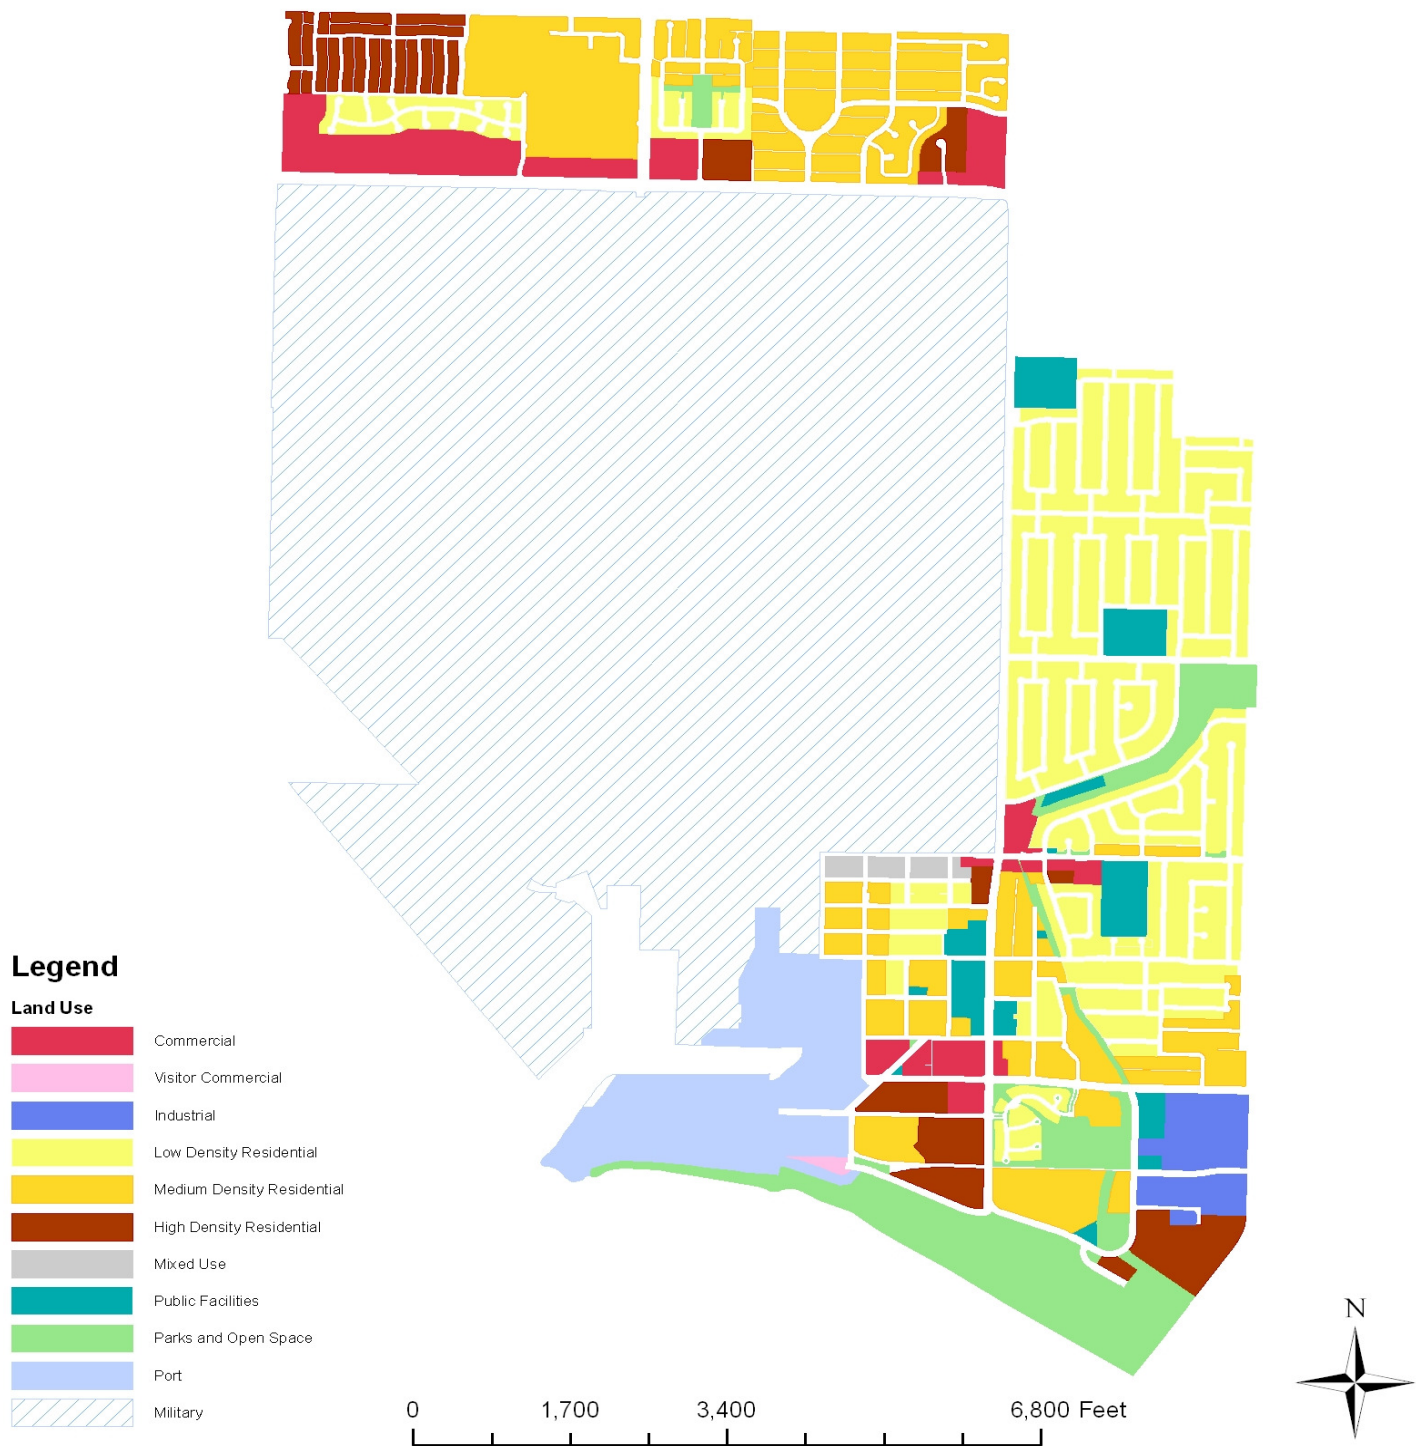 Legend
Land Use
Commercial
Visitor Commercial
Industrial
Low Density Residential
Medium Density Residential
High Density Residential
Mixed Use
Public Facilities
Parks and Open Space
Port
Military
0 1,700 3,400 6,800 Feet
N